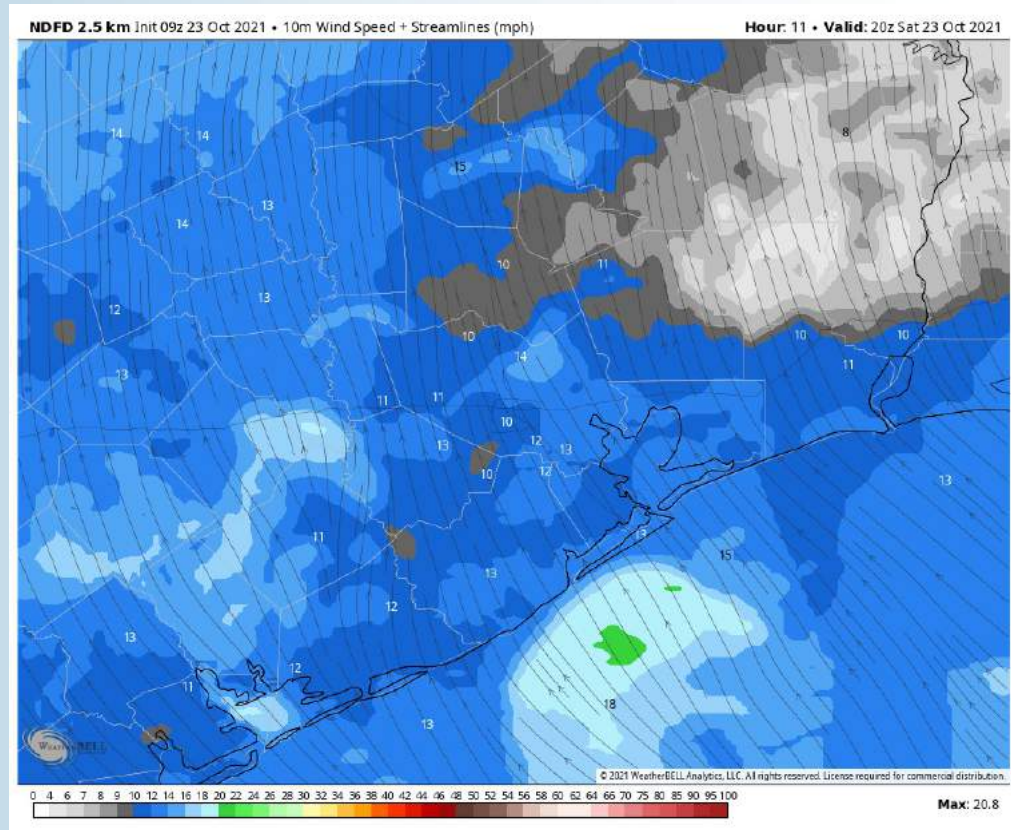 NDFD 2.5 km Init 09z 23 Oct 2021 • 10m Wind Speed + Streamlines (mph) Hour: 11 • Valid: 20z Sat 23 Oct 2021
14 14 8
15
13
14
10 11
13
12
10 10 10
14 11
13
11 11
10
13 12 13
10 12 13
11 13 15
13
12
13
12
11
18
13
WeatherBELL
© 2021 WeatherBELL Analytics, LLC. All rights reserved. License required for commercial distribution.
0 4 6 7 8 9 10 12 14 16 18 20 22 24 26 28 30 32 34 36 38 40 42 44 46 48 50 52 54 56 58 60 62 64 66 70 75 80 85 90 95 100
Max: 20.8